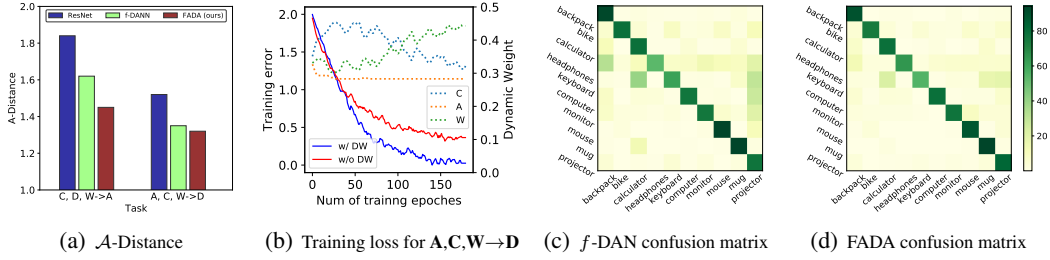 ResNet f-DANN FADA (ours)
2.0
1.8
1.6
1.4
1.2
1.0
A-Distance
C, D, W->A A, C, W->D
Task
(a) 𝒜-Distance
2.0
1.5
1.0
0.5
0.0
Training error
0.5
0.4
0.3
0.2
0.1
0.0
Dynamic Weight
C
A
W
w/ DW
w/o DW
0 50 100 150
Num of trainng epoches
(b) Training loss for A,C,W→D
backpack
bike
calculator
headphones
keyboard
computer
monitor
mouse
mug
projector
backpack
bike
calculator
headphones
keyboard
computer
monitor
mouse
mug
projector
(c) f-DAN confusion matrix
backpack
bike
calculator
headphones
keyboard
computer
monitor
mouse
mug
projector
backpack
bike
calculator
headphones
keyboard
computer
monitor
mouse
mug
projector
80
60
40
20
(d) FADA confusion matrix